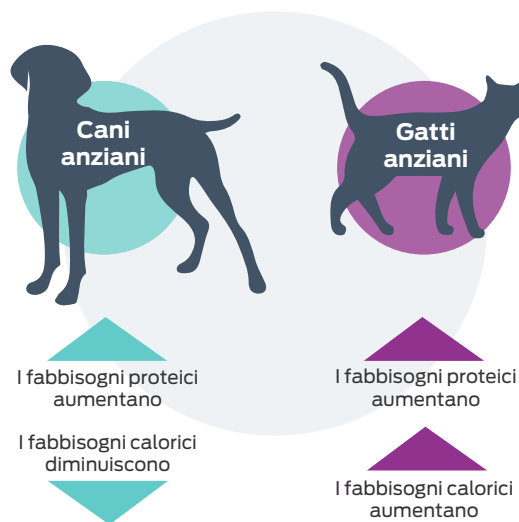 Cani
anziani
Gatti
anziani
I fabbisogni proteici
aumentano
I fabbisogni calorici
diminuiscono
I fabbisogni proteici
aumentano
I fabbisogni calorici
aumentano